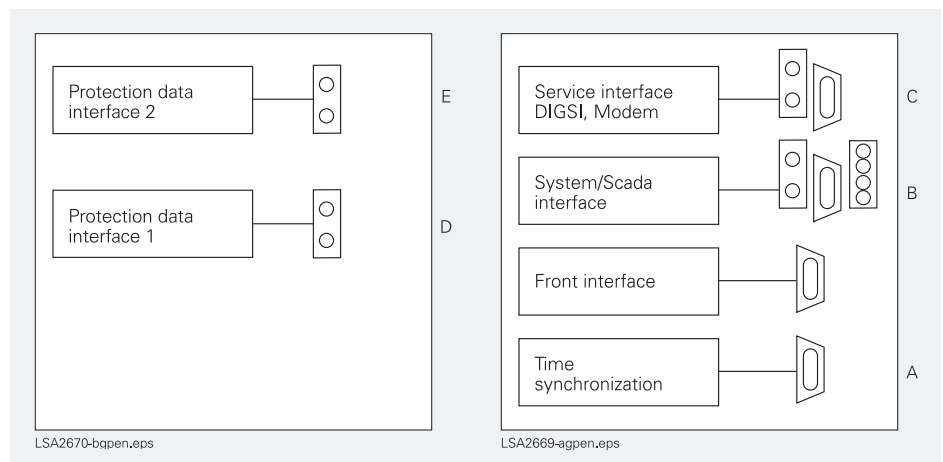 Protection data
interface 2
E
Protection data
interface 1
D
LSA2670-bgpen.eps
Service interface
DIGSI, Modem
C
System/Scada
interface
B
Front interface
Time
synchronization
A
LSA2669-agpen.eps